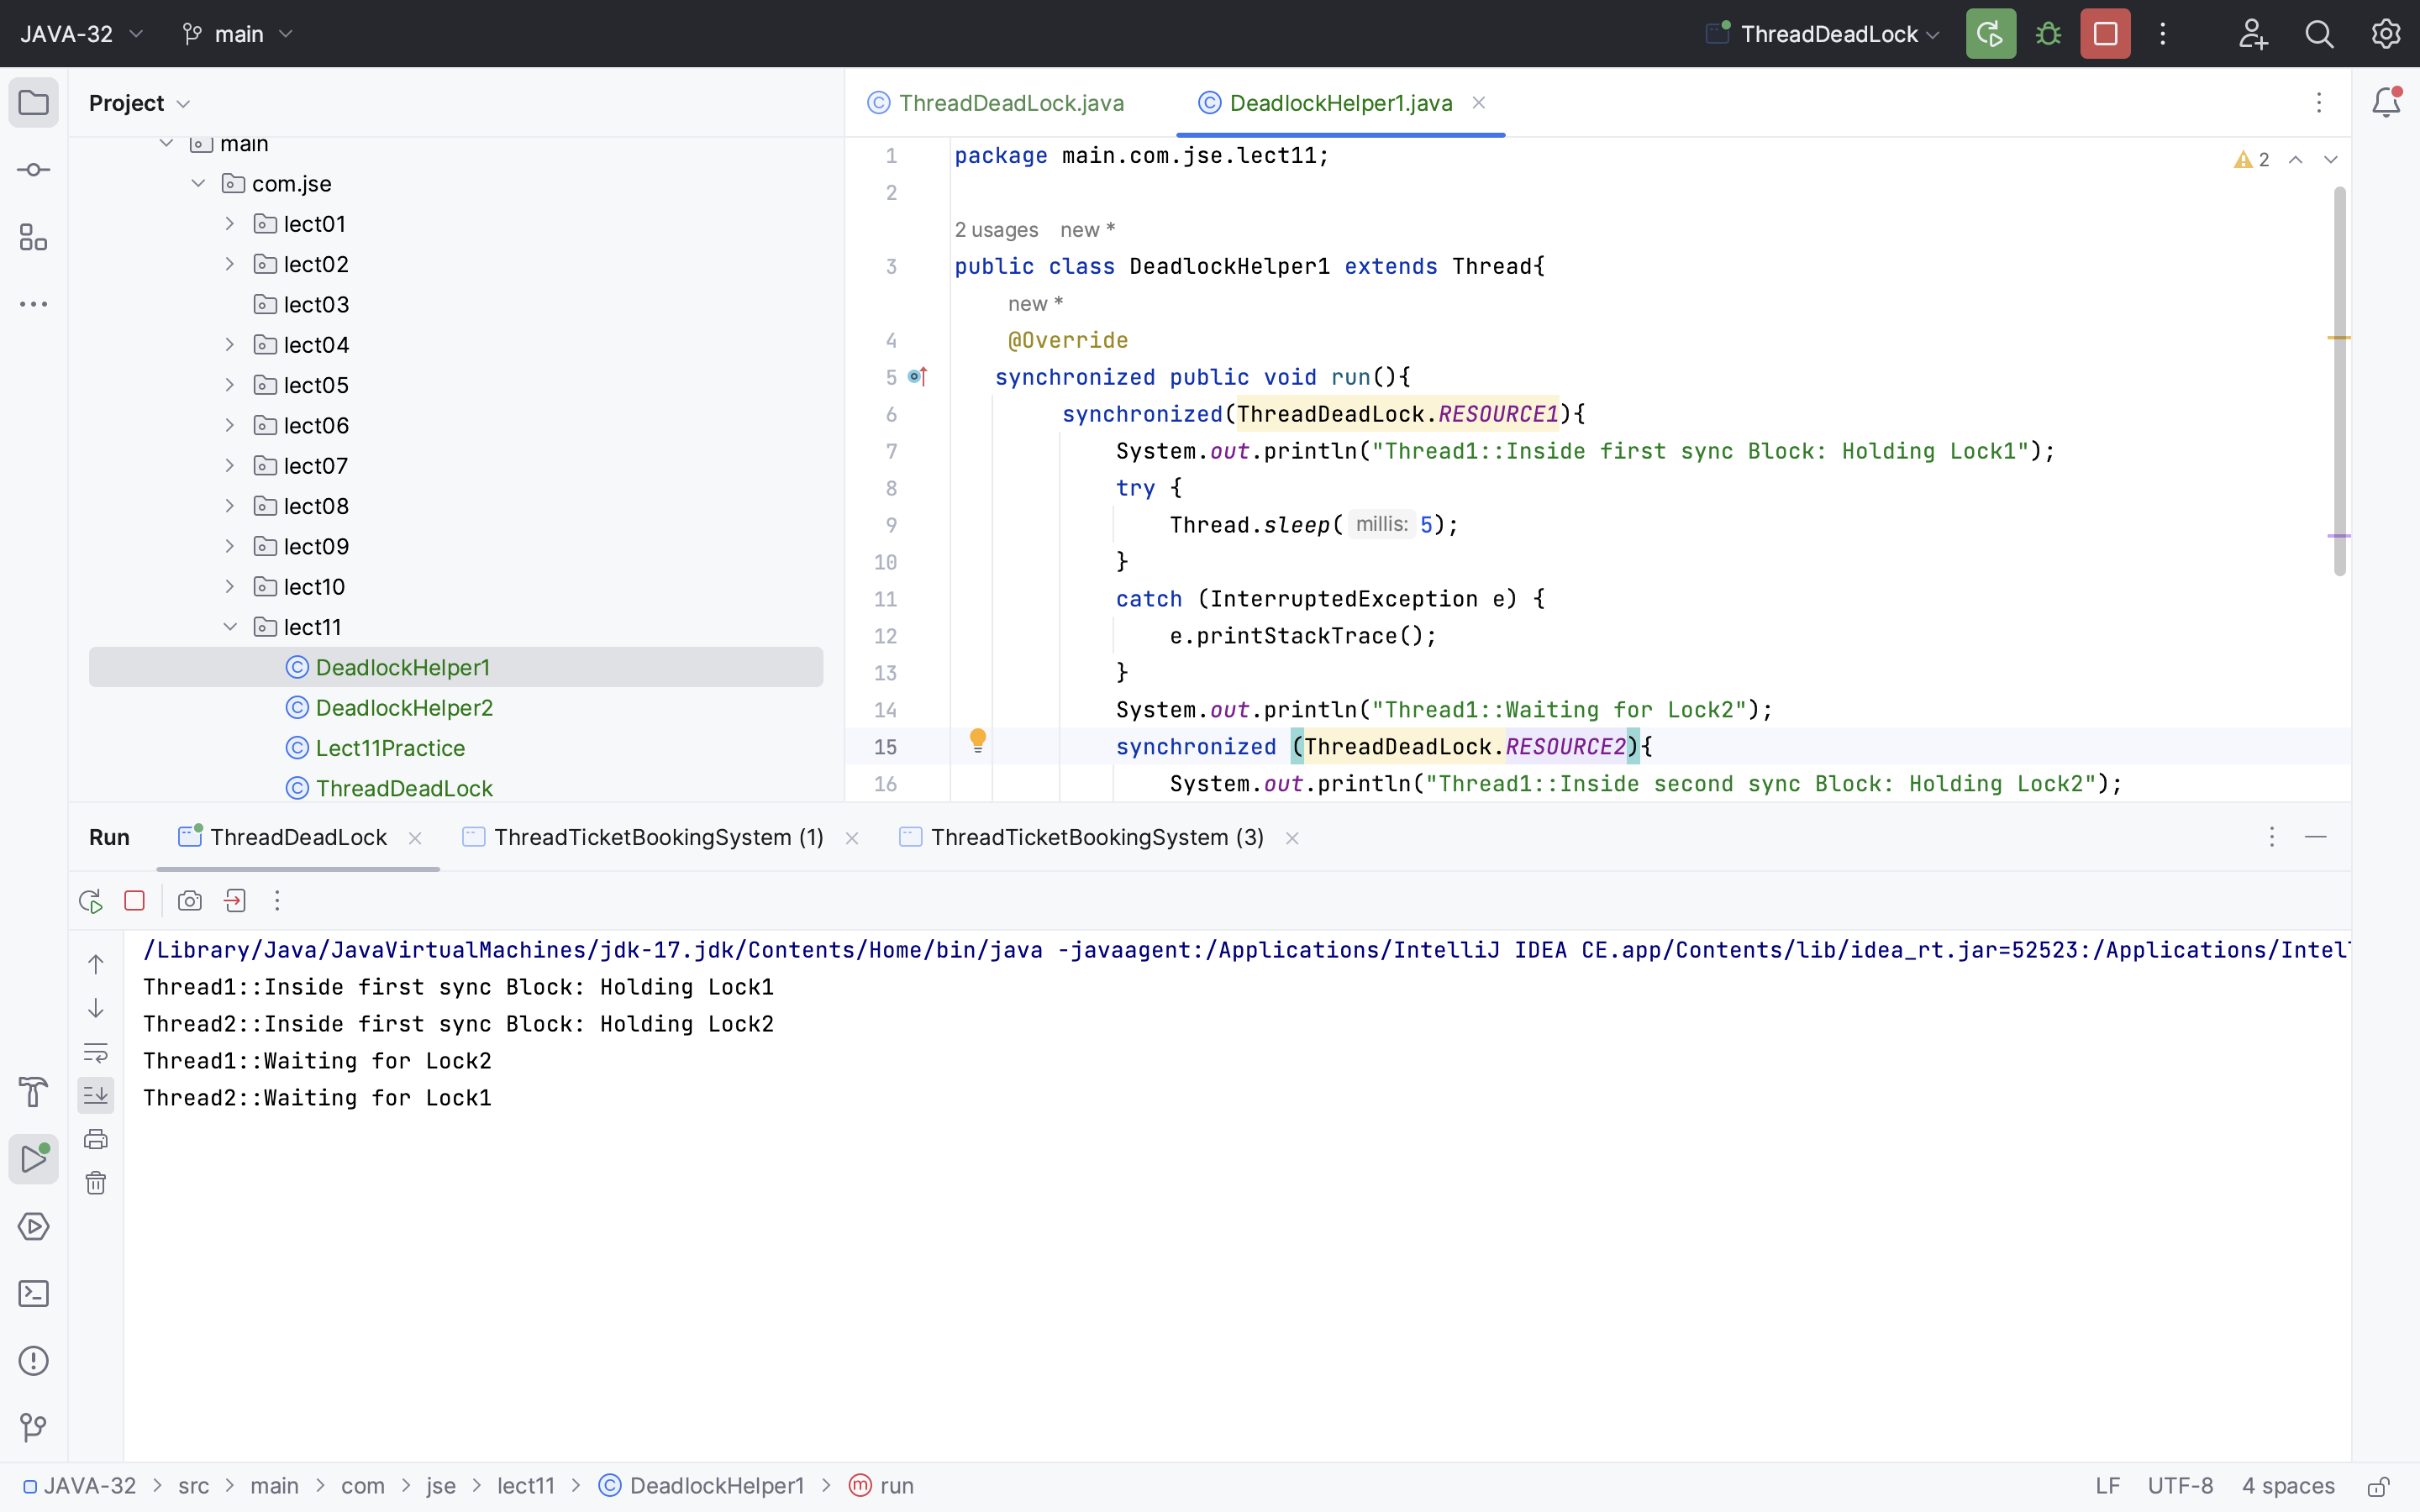 JAVA-32 main ThreadDeadLock
Project
ThreadDeadLock.java DeadlockHelper1.java
main
com.jse
lect01
lect02
lect03
lect04
lect05
lect06
lect07
lect08
lect09
lect10
lect11
DeadlockHelper1
DeadlockHelper2
Lect11Practice
ThreadDeadLock
2
1 package main.com.jse.lect11;
2
2 usages new *
3 public class DeadlockHelper1 extends Thread{
new *
4 @Override
5 synchronized public void run(){
6 synchronized(ThreadDeadLock.RESOURCE1){
7 System.out.println("Thread1::Inside first sync Block: Holding Lock1");
8 try {
9 Thread.sleep( millis: 5);
10 }
11 catch (InterruptedException e) {
12 e.printStackTrace();
13 }
14 System.out.println("Thread1::Waiting for Lock2");
15 synchronized (ThreadDeadLock.RESOURCE2){
16 System.out.println("Thread1::Inside second sync Block: Holding Lock2");
Run ThreadDeadLock ThreadTicketBookingSystem (1) ThreadTicketBookingSystem (3)
/Library/Java/JavaVirtualMachines/jdk-17.jdk/Contents/Home/bin/java -javaagent:/Applications/IntelliJ IDEA CE.app/Contents/lib/idea_rt.jar=52523:/Applications/Intel
Thread1::Inside first sync Block: Holding Lock1
Thread2::Inside first sync Block: Holding Lock2
Thread1::Waiting for Lock2
Thread2::Waiting for Lock1
JAVA-32 > src > main > com > jse > lect11 > DeadlockHelper1 > run LF UTF-8 4 spaces